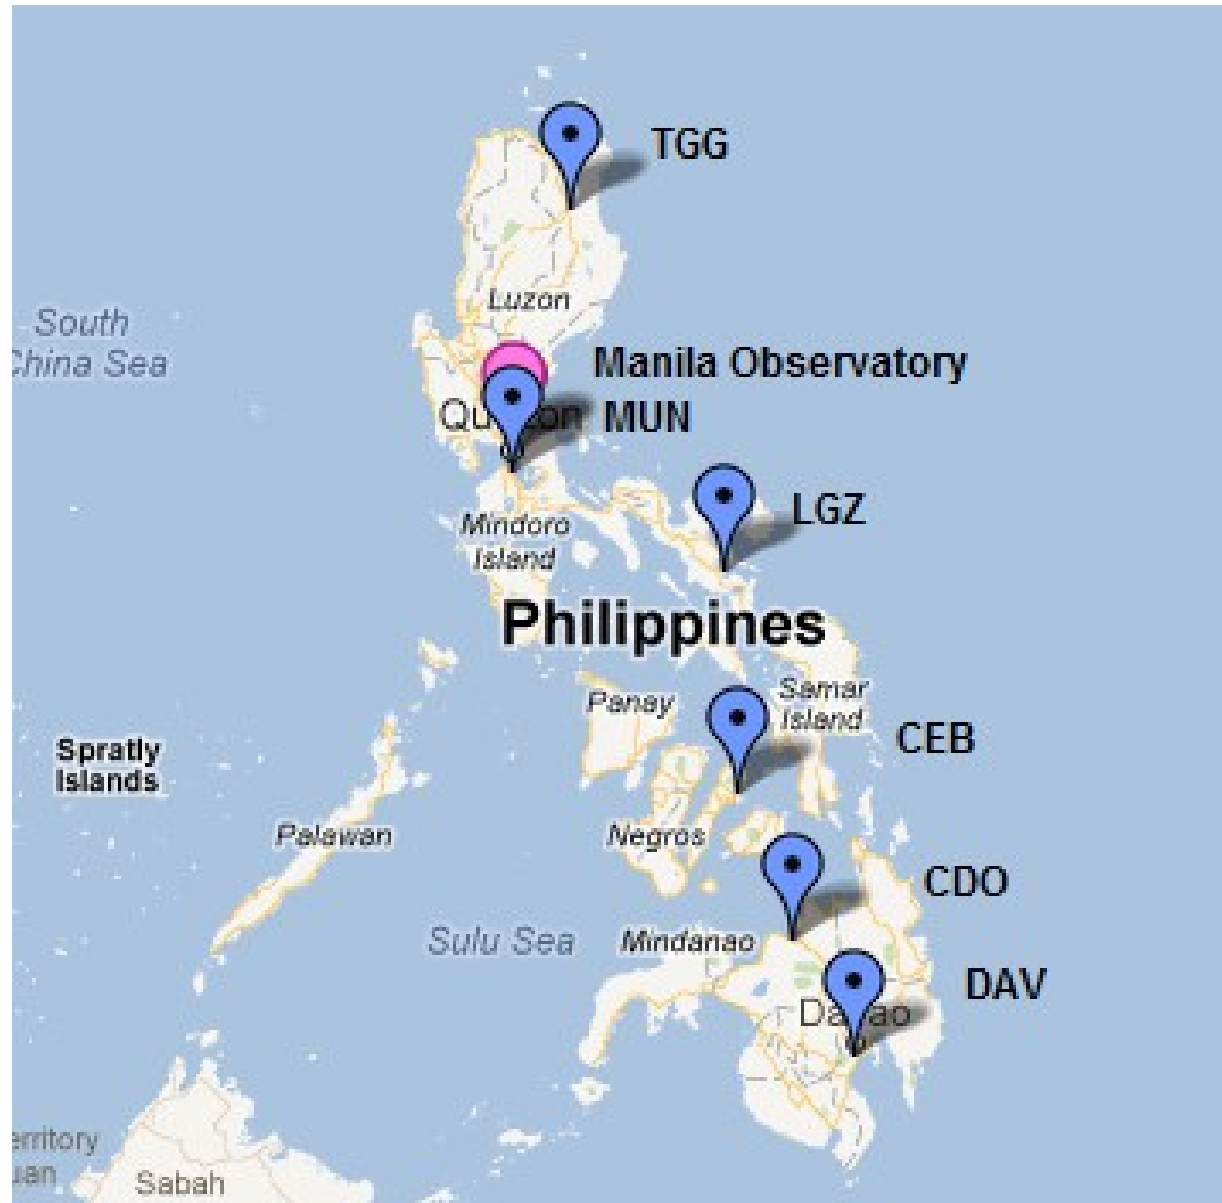 TGG
Luzon
South
China Sea
Manila Observatory
MUN
LGZ
Mindoro
Island
Philippines
Panay
Samar
Island
CEB
Spratly
Islands
Palawan
Negros
CDO
Sulu Sea
Mindanao
DAV
Sabah